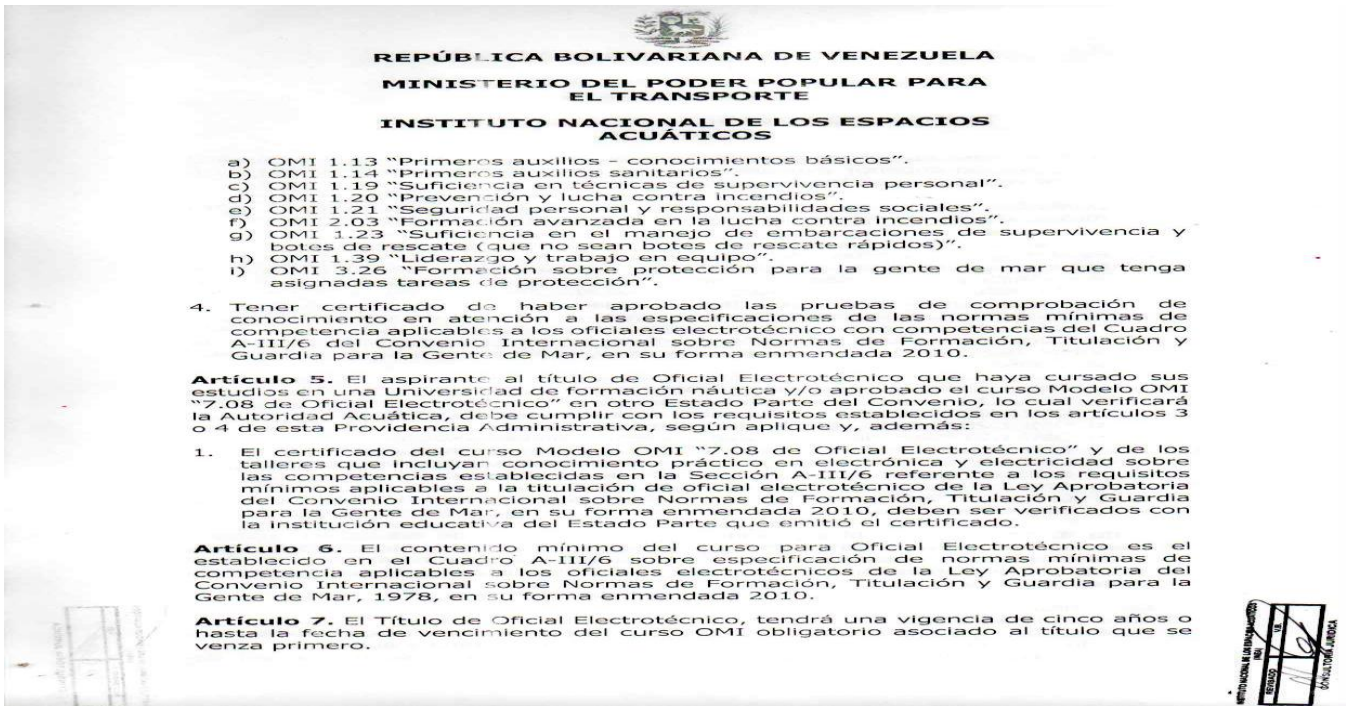 REPÚBLICA BOLIVARIANA DE VENEZUELA
MINISTERIO DEL PODER POPULAR PARA
EL TRANSPORTE
INSTITUTO NACIONAL DE LOS ESPACIOS
ACUÁTICOS
a) OMI 1.13 “Primeros auxilios – conocimientos básicos”.
b) OMI 1.14 “Primeros auxilios sanitarios”.
c) OMI 1.19 “Suficiencia en técnicas de supervivencia personal”.
d) OMI 1.20 “Prevención y lucha contra incendios”.
e) OMI 1.21 “Seguridad personal y responsabilidades sociales”.
f) OMI 2.03 “Formación avanzada en la lucha contra incendios”.
g) OMI 1.23 “Suficiencia en el manejo de embarcaciones de supervivencia y
botes de rescate (que no sean botes de rescate rápidos)”.
h) OMI 1.39 “Liderazgo y trabajo en equipo”.
i) OMI 3.26 “Formación sobre protección para la gente de mar que tenga
asignadas tareas de protección”.
4. Tener certificado de haber aprobado las pruebas de comprobación de
conocimiento en atención a las especificaciones de las normas mínimas de
competencia aplicables a los oficiales electrotécnico con competencias del Cuadro
A-III/6 del Convenio Internacional sobre Normas de Formación, Titulación y
Guardia para la Gente de Mar, en su forma enmendada 2010.
Artículo 5. El aspirante al título de Oficial Electrotécnico que haya cursado sus
estudios en una Universidad de formación náutica y/o aprobado el curso Modelo OMI
“7.08 de Oficial Electrotécnico” en otro Estado Parte del Convenio, lo cual verificará
la Autoridad Acuática, debe cumplir con los requisitos establecidos en los artículos 3
o 4 de esta Providencia Administrativa, según aplique y, además:
1. El certificado del curso Modelo OMI “7.08 de Oficial Electrotécnico” y de los
talleres que incluyan conocimiento práctico en electrónica y electricidad sobre
las competencias establecidas en la Sección A-III/6 referente a los requisitos
mínimos aplicables a la titulación de oficial electrotécnico de la Ley Aprobatoria
del Convenio Internacional sobre Normas de Formación, Titulación y Guardia
para la Gente de Mar, en su forma enmendada 2010, deben ser verificados con
la institución educativa del Estado Parte que emitió el certificado.
Artículo 6. El contenido mínimo del curso para Oficial Electrotécnico es el
establecido en el Cuadro A-III/6 sobre especificación de normas mínimas de
competencia aplicables a los oficiales electrotécnicos de la Ley Aprobatoria del
Convenio Internacional sobre Normas de Formación, Titulación y Guardia para la
Gente de Mar, 1978, en su forma enmendada 2010.
Artículo 7. El Título de Oficial Electrotécnico, tendrá una vigencia de cinco años o
hasta la fecha de vencimiento del curso OMI obligatorio asociado al título que se
venza primero.
INSTITUTO NACIONAL DE LOS ESPACIOS ACUÁTICOS
(INEA)
REVISADO
V.B.
CONSULTORÍA JURÍDICA